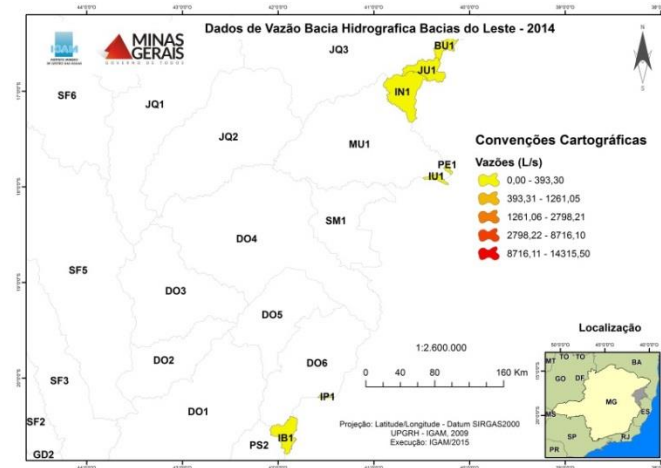 Dados de Vazão Bacia Hidrografica Bacias do Leste - 2014
IGAM
MINAS
GERAIS
GOVERNO DE TODOS
N
S
JQ3
BU1
JU1
IN1
SF6
JQ1
JQ2
MU1
PE1
IU1
SM1
DO4
SF5
DO3
DO5
DO2
DO6
SF3
DO1
IP1
SF2
IB1
PS2
GD2
Convenções Cartográficas
Vazões (L/s)
0,00 - 393,30
393,31 - 1261,05
1261,06 - 2798,21
2798,22 - 8716,10
8716,11 - 14315,50
1:2.600.000
0 40 80 160 Km
Projeção: Latitude/Longitude - Datum SIRGAS2000
UPGRH - IGAM, 2009
Execução: IGAM/2015
Localização
MT
TO
TO
BA
GO
DF
MG
MS
ES
SP
RJ
PR